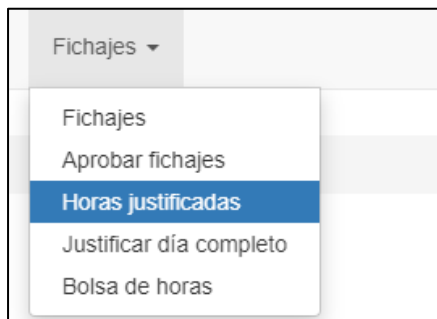 Fichajes
Fichajes
Aprobar fichajes
Horas justificadas
Justificar día completo
Bolsa de horas